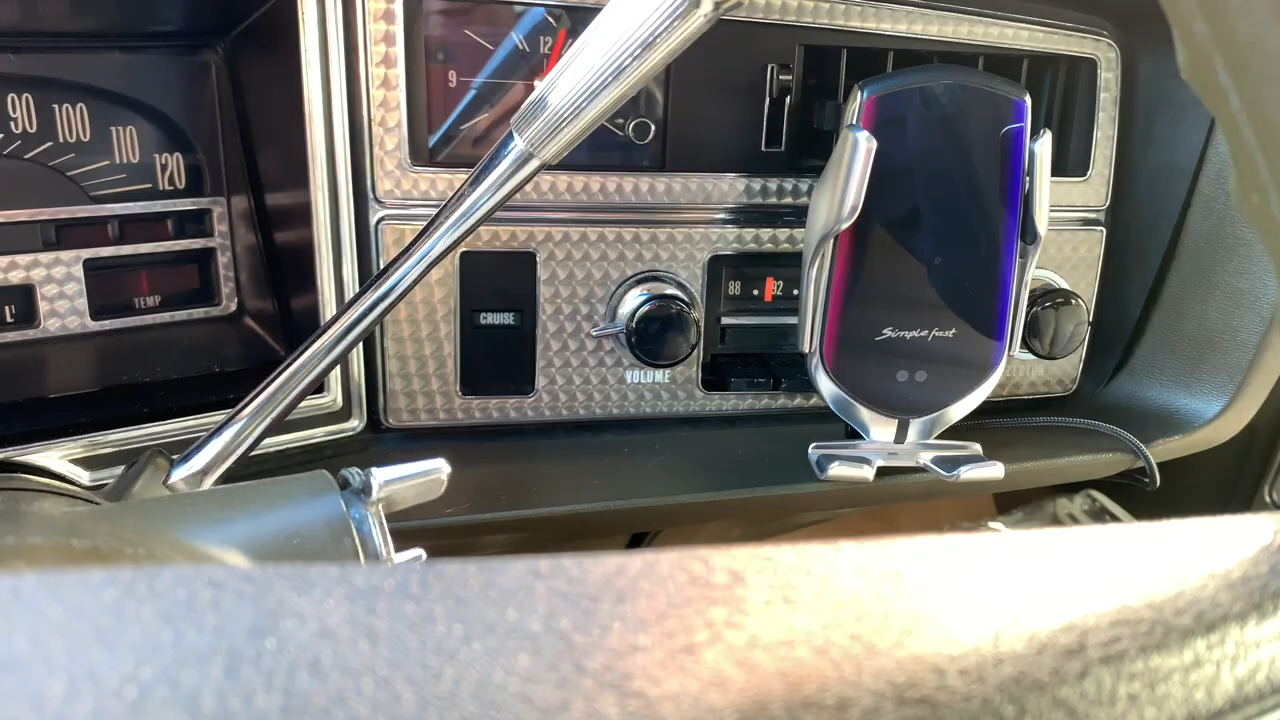 90 100 110 120
TEMP
12
9
CRUISE
VOLUME
88 92
Simple fast